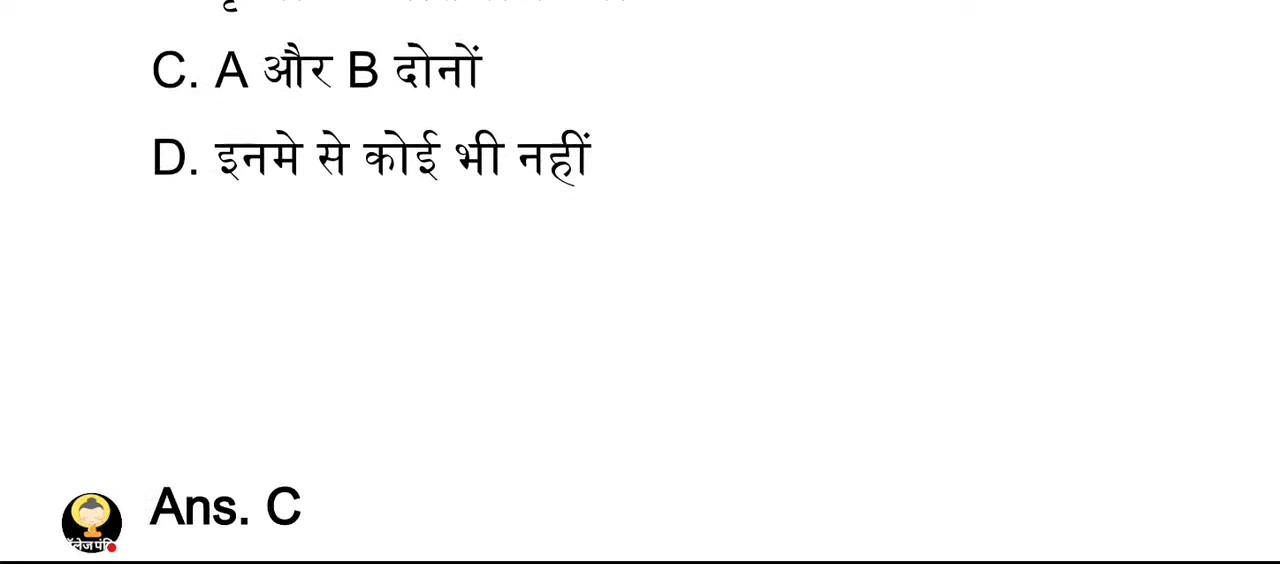 C. A और B दोनों
D. इनमे से कोई भी नहीं
Ans. C